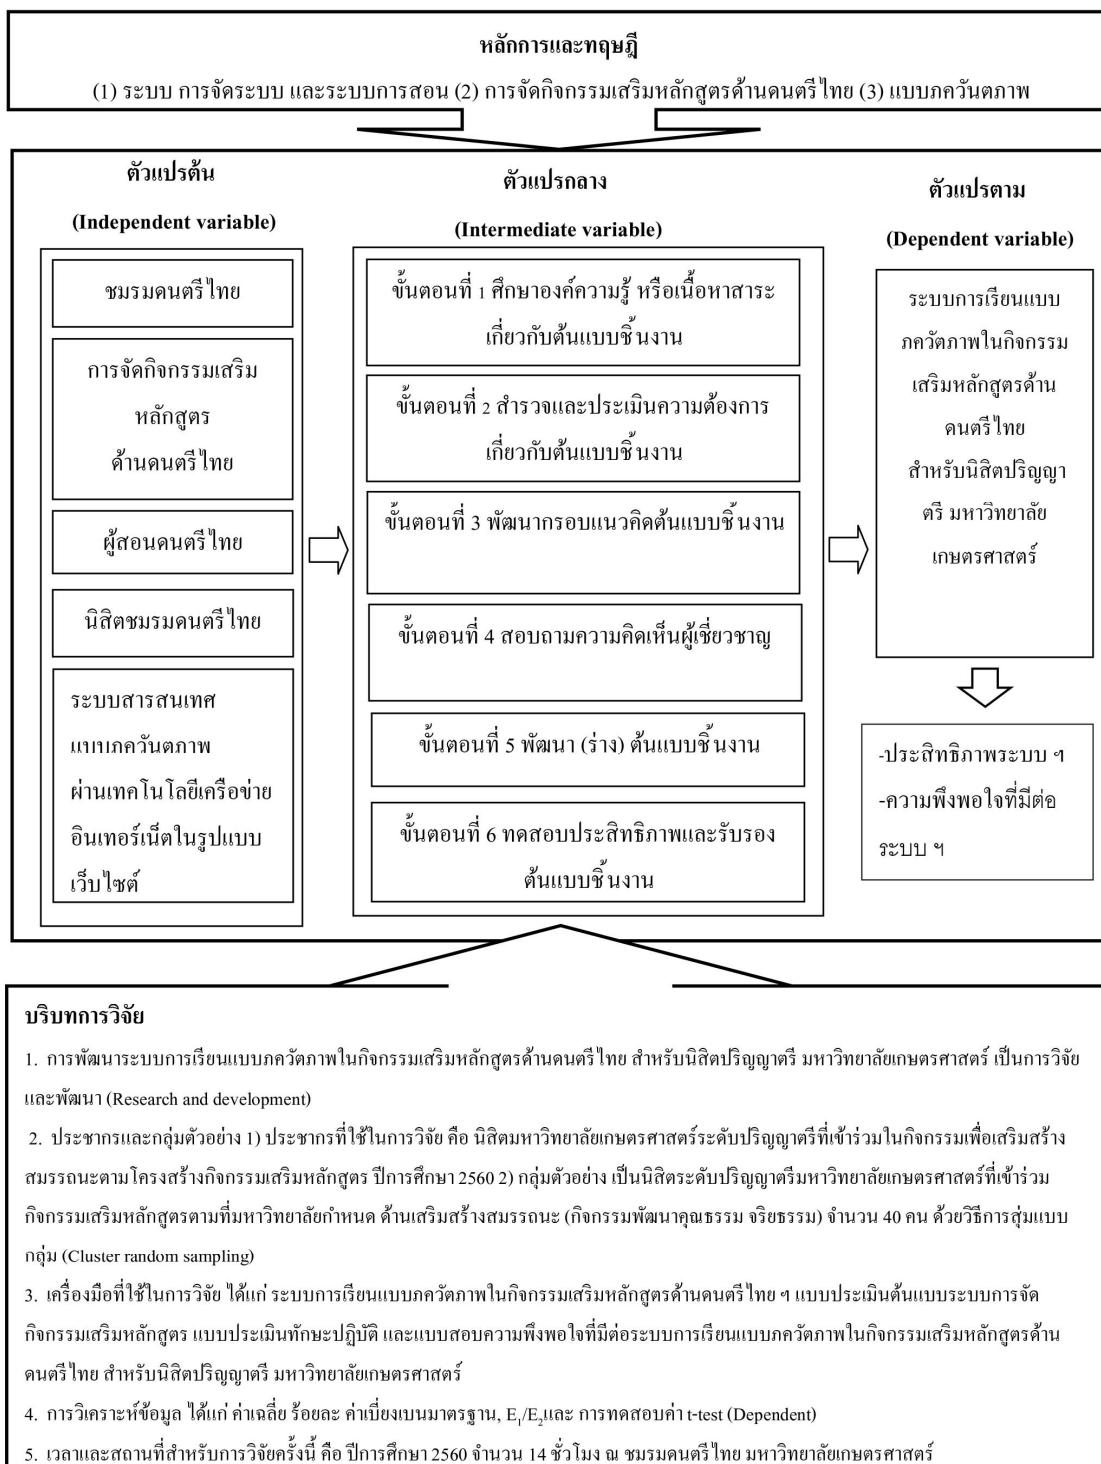 หลักการและทฤษฎี
(1) ระบบ การจัดระบบ และระบบการสอน (2) การจัดกิจกรรมเสริมหลักสูตรด้านดนตรีไทย (3) แบบภควันตภาพ
ตัวแปรต้น
(Independent variable)
ชมรมดนตรีไทย
การจัดกิจกรรมเสริม
หลักสูตร
ด้านดนตรีไทย
ผู้สอนดนตรีไทย
นิสิตชมรมดนตรีไทย
ระบบสารสนเทศ
แบบภควันตภาพ
ผ่านเทคโนโลยีเครือข่าย
อินเทอร์เน็ตในรูปแบบ
เว็บไซต์
ตัวแปรกลาง
(Intermediate variable)
ขั้นตอนที่ 1 ศึกษาองค์ความรู้ หรือเนื้อหาสาระ
เกี่ยวกับต้นแบบชิ้นงาน
ขั้นตอนที่ 2 สำรวจและประเมินความต้องการ
เกี่ยวกับต้นแบบชิ้นงาน
ขั้นตอนที่ 3 พัฒนากรอบแนวคิดต้นแบบชิ้นงาน
ขั้นตอนที่ 4 สอบถามความคิดเห็นผู้เชี่ยวชาญ
ขั้นตอนที่ 5 พัฒนา (ร่าง) ต้นแบบชิ้นงาน
ขั้นตอนที่ 6 ทดสอบประสิทธิภาพและรับรอง
ต้นแบบชิ้นงาน
ตัวแปรตาม
(Dependent variable)
ระบบการเรียนแบบ
ภควัตภาพในกิจกรรม
เสริมหลักสูตรด้าน
ดนตรีไทย
สำหรับนิสิตปริญญา
ตรี มหาวิทยาลัย
เกษตรศาสตร์
-ประสิทธิภาพระบบ ฯ
-ความพึงพอใจที่มีต่อ
ระบบ ฯ
บริบทการวิจัย
1. การพัฒนาระบบการเรียนแบบภควัตภาพในกิจกรรมเสริมหลักสูตรด้านดนตรีไทย สำหรับนิสิตปริญญาตรี มหาวิทยาลัยเกษตรศาสตร์ เป็นการวิจัย
และพัฒนา (Research and development)
2. ประชากรและกลุ่มตัวอย่าง 1) ประชากรที่ใช้ในการวิจัย คือ นิสิตมหาวิทยาลัยเกษตรศาสตร์ระดับปริญญาตรีที่เข้าร่วมในกิจกรรมเพื่อเสริมสร้าง
สมรรถนะตามโครงสร้างกิจกรรมเสริมหลักสูตร ปีการศึกษา 2560 2) กลุ่มตัวอย่าง เป็นนิสิตระดับปริญญาตรีมหาวิทยาลัยเกษตรศาสตร์ที่เข้าร่วม
กิจกรรมเสริมหลักสูตรตามที่มหาวิทยาลัยกำหนด ด้านเสริมสร้างสมรรถนะ (กิจกรรมพัฒนาคุณธรรม จริยธรรม) จำนวน 40 คน ด้วยวิธีการสุ่มแบบ
กลุ่ม (Cluster random sampling)
3. เครื่องมือที่ใช้ในการวิจัย ได้แก่ ระบบการเรียนแบบภควัตภาพในกิจกรรมเสริมหลักสูตรด้านดนตรีไทย ฯ แบบประเมินต้นแบบระบบการจัด
กิจกรรมเสริมหลักสูตร แบบประเมินทักษะปฏิบัติ และแบบสอบความพึงพอใจที่มีต่อระบบการเรียนแบบภควัตภาพในกิจกรรมเสริมหลักสูตรด้าน
ดนตรีไทย สำหรับนิสิตปริญญาตรี มหาวิทยาลัยเกษตรศาสตร์
4. การวิเคราะห์ข้อมูล ได้แก่ ค่าเฉลี่ย ร้อยละ ค่าเบี่ยงเบนมาตรฐาน, E₁/E₂และ การทดสอบค่า t-test (Dependent)
5. เวลาและสถานที่สำหรับการวิจัยครั้งนี้ คือ ปีการศึกษา 2560 จำนวน 14 ชั่วโมง ณ ชมรมดนตรีไทย มหาวิทยาลัยเกษตรศาสตร์